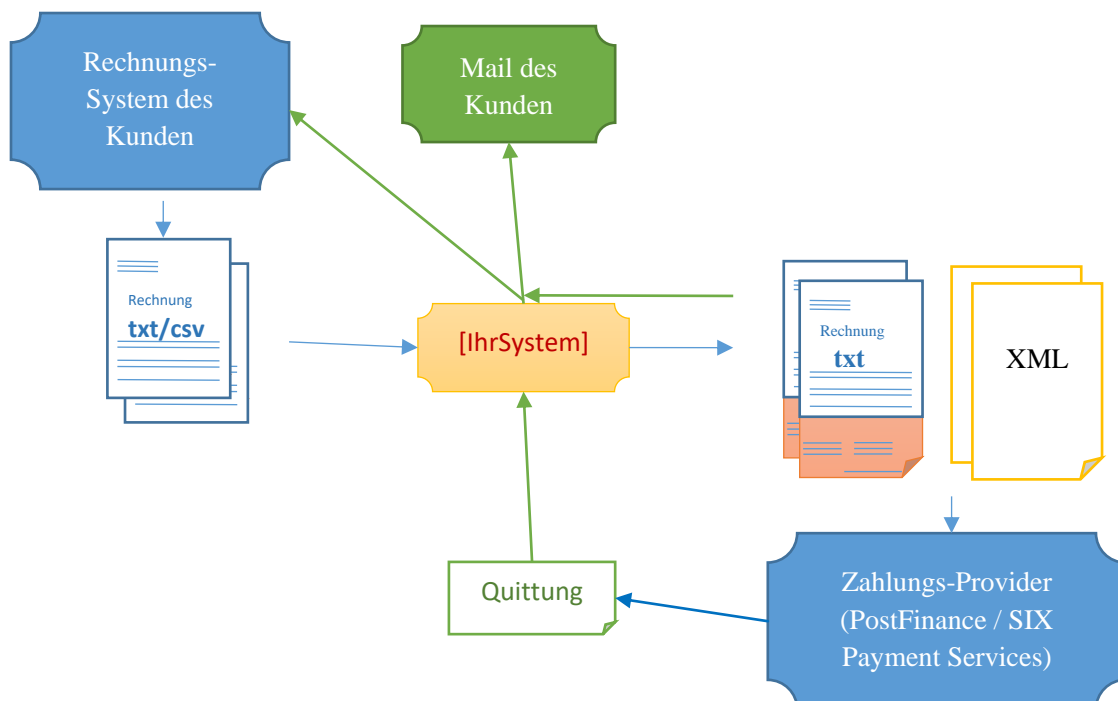 Rechnungs-
System des
Kunden
Mail des
Kunden
Rechnung
txt/csv
[IhrSystem]
Rechnung
txt
XML
Quittung
Zahlungs-Provider
(PostFinance / SIX
Payment Services)